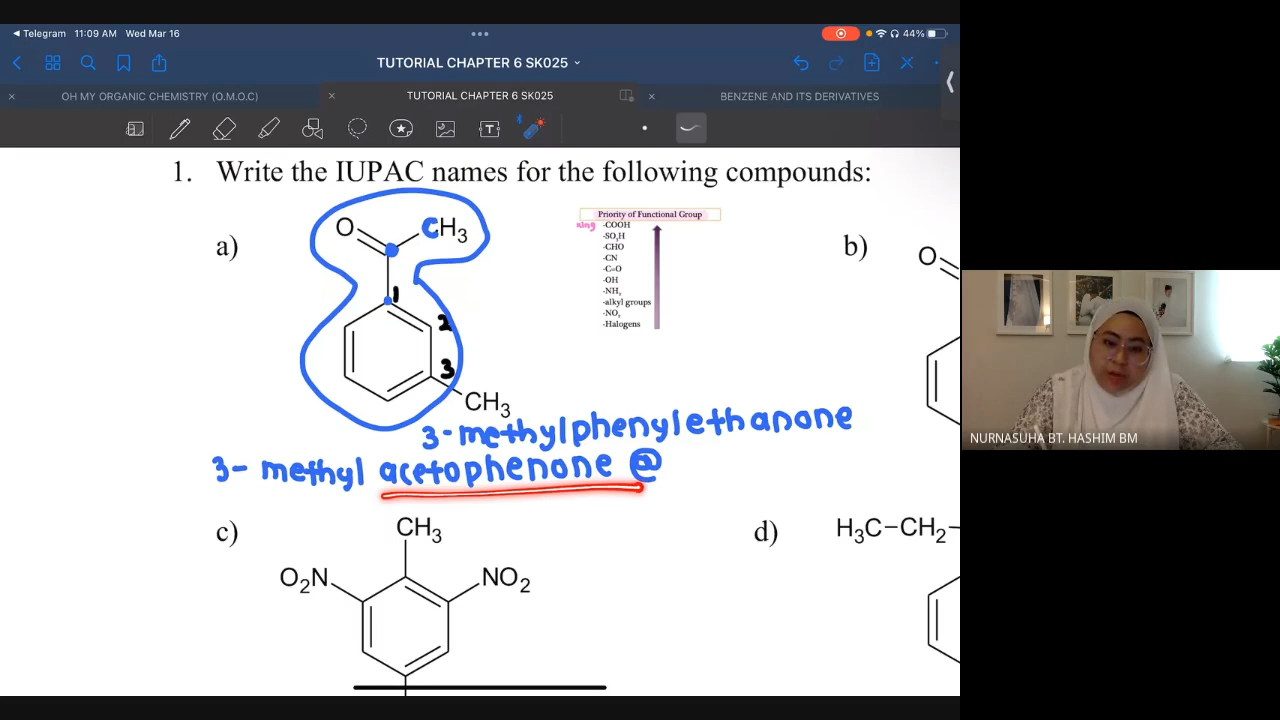 Telegram 11:09 AM Wed Mar 16
44%
TUTORIAL CHAPTER 6 SK025
OH MY ORGANIC CHEMISTRY (O.M.O.C)
TUTORIAL CHAPTER 6 SK025
BENZENE AND ITS DERIVATIVES
1. Write the IUPAC names for the following compounds:
a)
O
CH₃
1
2
3
CH₃
Priority of Functional Group
-COOH
-SO₃H
-CHO
-CN
-C=O
-OH
-NH₂
-alkyl groups
-NO₂
-Halogens
b)
O
3-methylphenylethanone
3- methyl acetophenone @
c)
CH₃
O₂N
NO₂
d)
H₃C-CH₂-
NURNASUHA BT. HASHIM BM